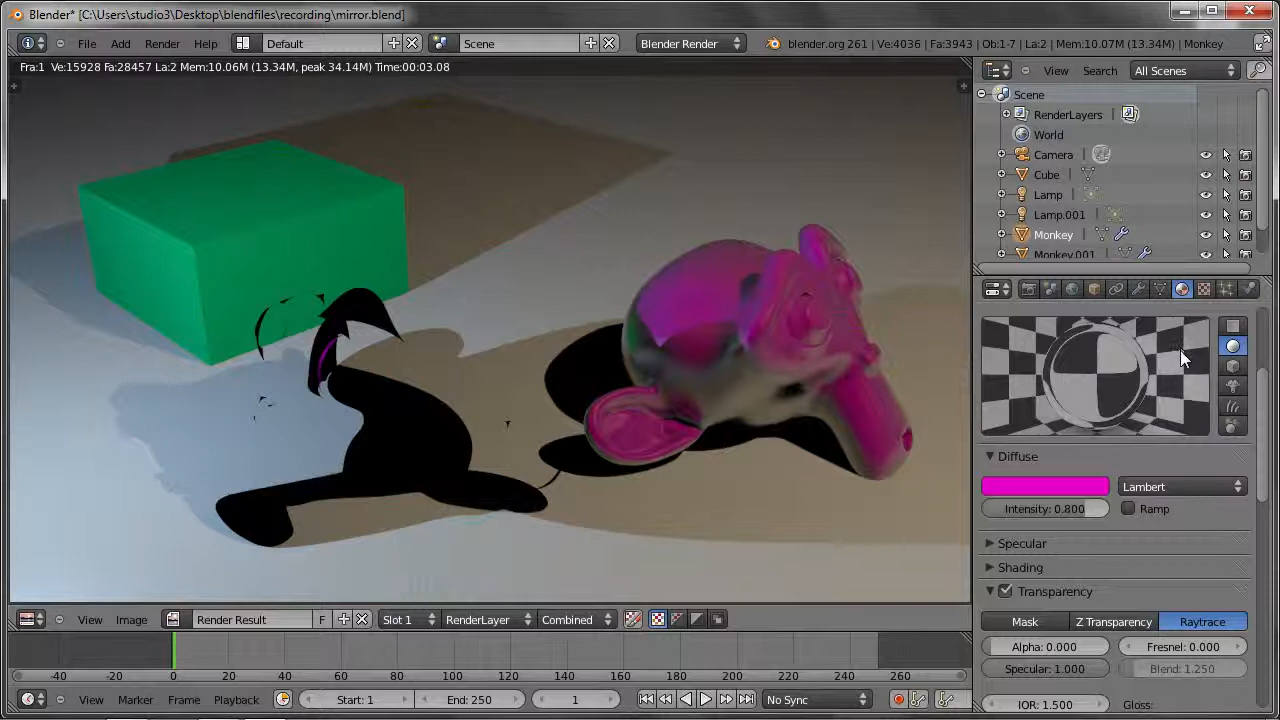 Blender* [C:\Users\studio3\Desktop\blendfiles\recording\mirror.blend]
File Add Render Help Default Scene Blender Render blender.org 261 | Ve:4036 | Fa:3943 | Ob:1-7 | La:2 | Mem:10.07M (13.34M) | Monkey
Fra:1 Ve:15928 Fa:28457 La:2 Mem:10.06M (13.34M, peak 34.14M) Time:00:03.08
View Search All Scenes
Scene
RenderLayers |
World
Camera |
Cube |
Lamp |
Lamp.001 |
Monkey |
Monkey.001 |
Diffuse
Lambert
Intensity: 0.800 Ramp
Specular
Shading
Transparency
Mask Z Transparency Raytrace
Alpha: 0.000 Fresnel: 0.000
Specular: 1.000 Blend: 1.250
IOR: 1.500 Gloss:
View Image Render Result F Slot 1 RenderLayer Combined
-40 -20 0 20 40 60 80 100 120 140 160 180 200 220 240 260
View Marker Frame Playback Start: 1 End: 250 1 No Sync